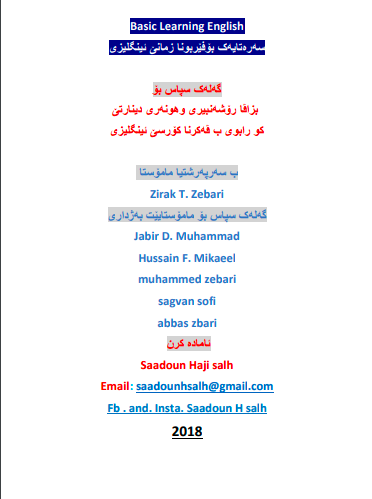 Basic Learning English
سەرەتایەک بۆفێربونا زمانێ ئینگلیزی
گەلەک سپاس بۆ
بزاڤا رۆشەنبیری وهونەری دینارتێ
کو رابوی ب ڤەکرنا کۆرسێ ئینگلیزی
ب سەرپەرشتیا مامۆستا
Zirak T. Zebari
گەلەک سپاس بۆ مامۆستایێت بەژداری
Jabir D. Muhammad
Hussain F. Mikaeel
muhammed zebari
sagvan sofi
abbas zbari
ئامادە کرن
Saadoun Haji salh
Email: saadounhsalh@gmail.com
Fb . and. Insta. Saadoun H salh
2018